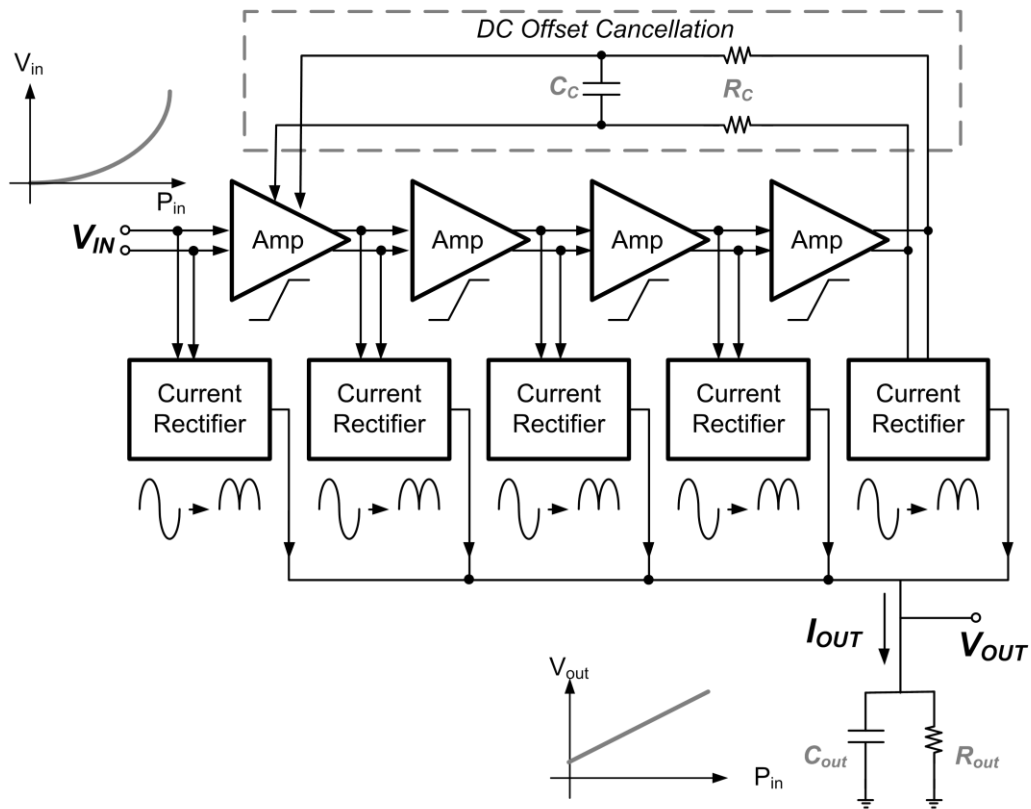 DC Offset Cancellation
V_in
C_C
R_C
P_in
V_IN
Amp
Amp
Amp
Amp
Current
Rectifier
Current
Rectifier
Current
Rectifier
Current
Rectifier
Current
Rectifier
I_OUT
V_OUT
V_out
P_in
C_out
R_out